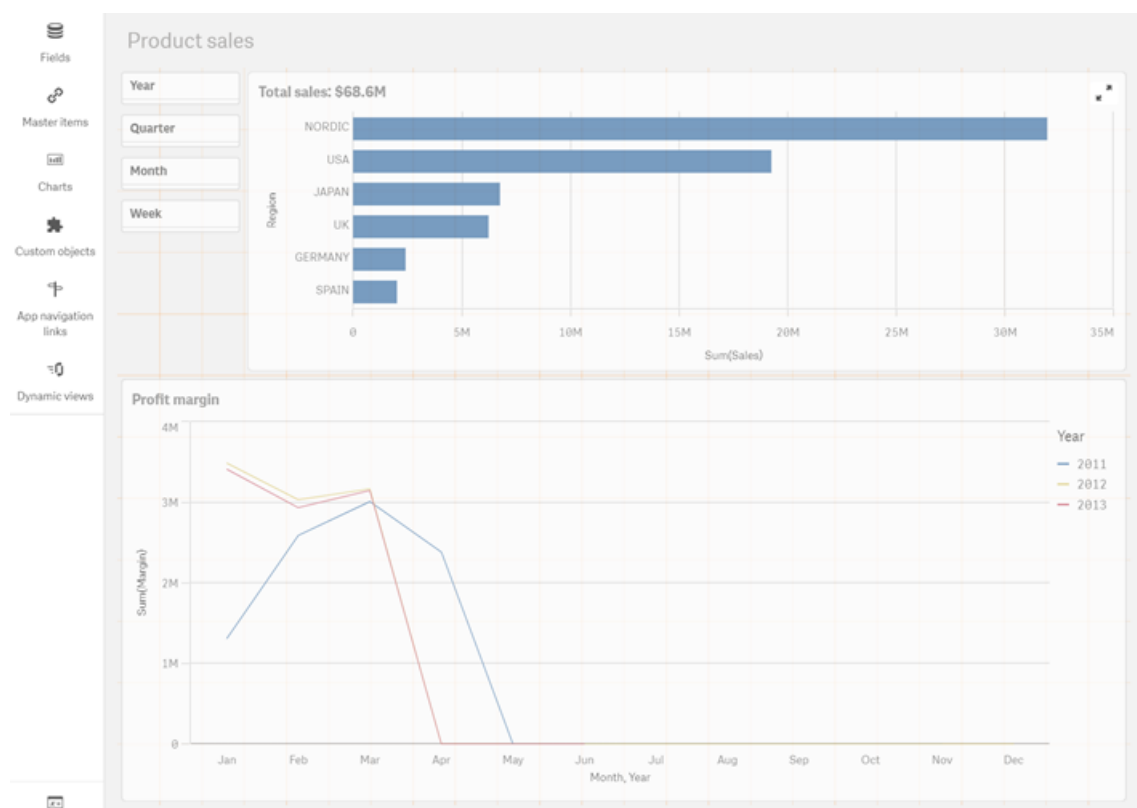 Fields
Master items
Charts
Custom objects
App navigation
links
Dynamic views
Product sales
Year
Quarter
Month
Week
Total sales: $68.6M
Region
NORDIC
USA
JAPAN
UK
GERMANY
SPAIN
0 5M 10M 15M 20M 25M 30M 35M
Sum(Sales)
Profit margin
Sum(Margin)
4M
3M
2M
1M
0
Jan Feb Mar Apr May Jun Jul Aug Sep Oct Nov Dec
Month, Year
Year
2011
2012
2013